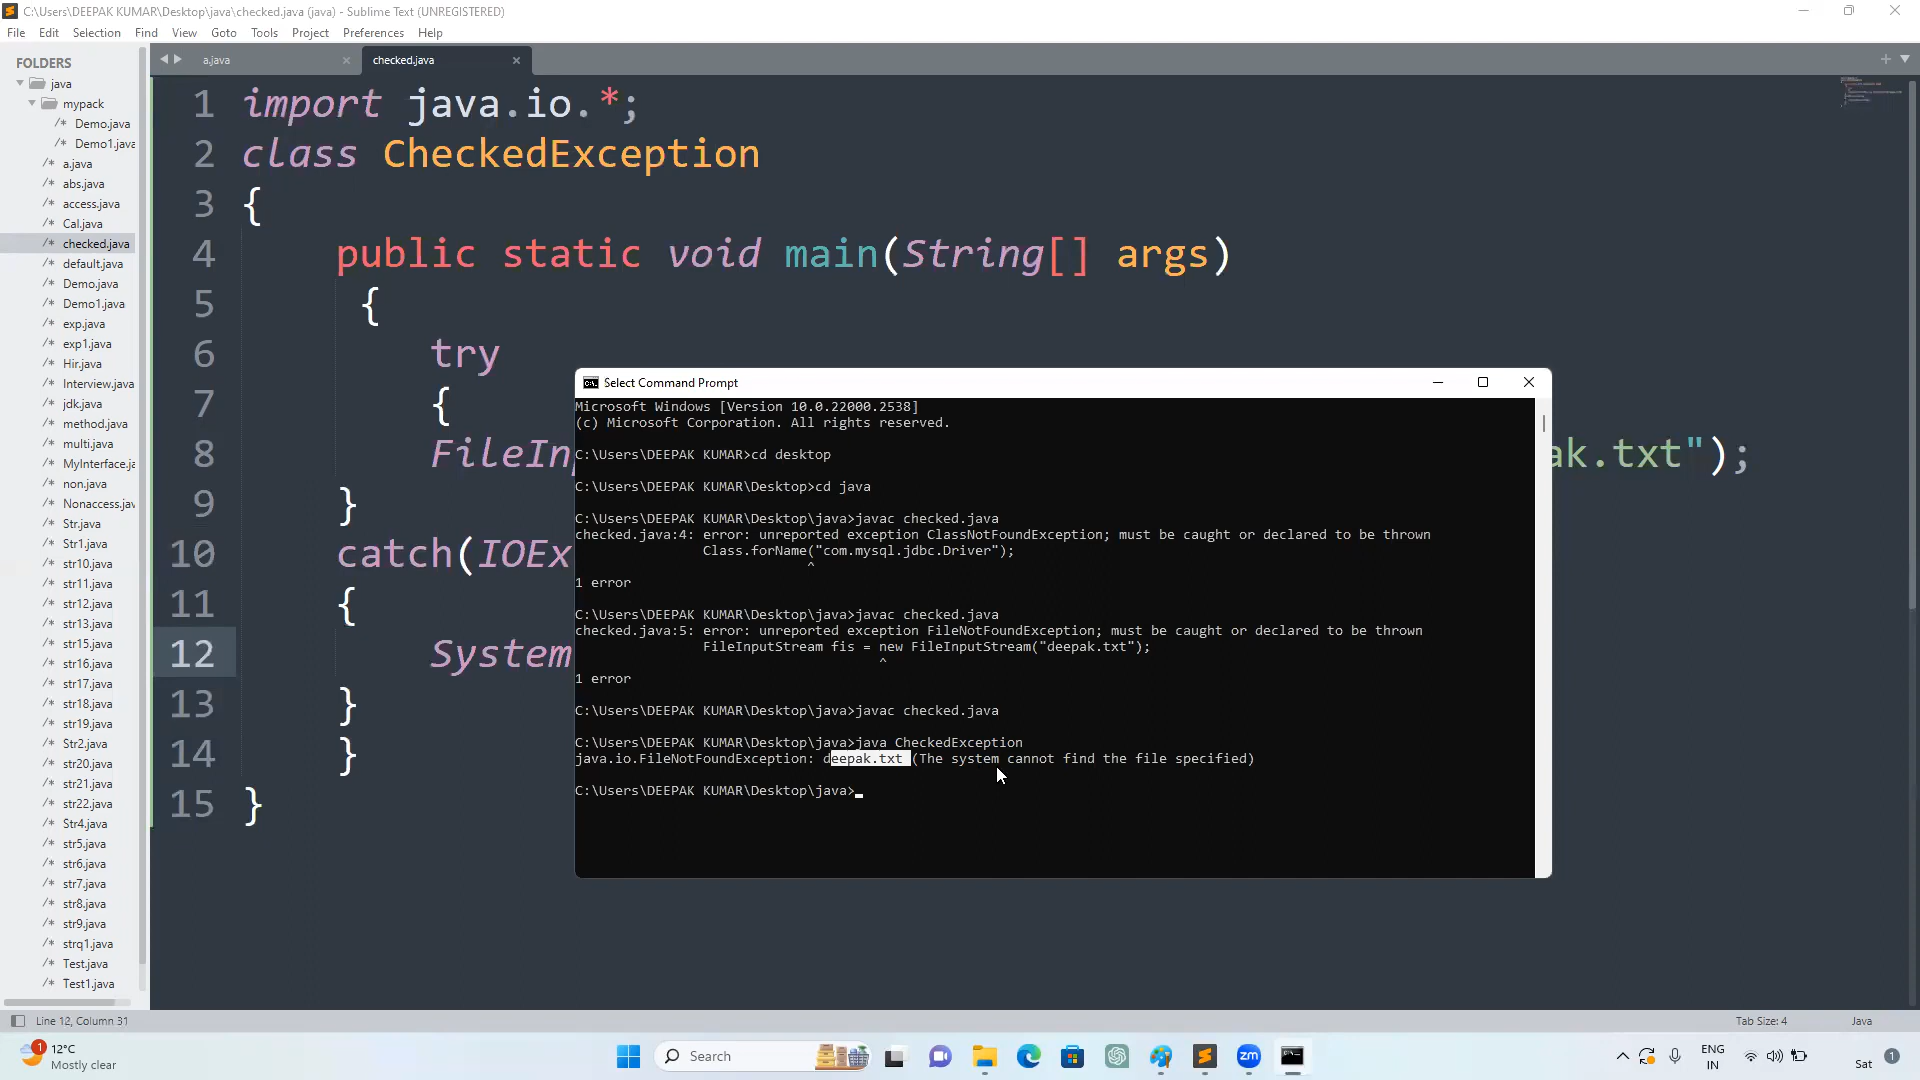 C:\Users\DEEPAK KUMAR\Desktop\java\checked.java (java) - Sublime Text (UNREGISTERED)
File Edit Selection Find View Goto Tools Project Preferences Help
FOLDERS
java
mypack
/* Demo.java
/* Demo1.java
/* a.java
/* abs.java
/* access.java
/* Cal.java
/* checked.java
/* default.java
/* Demo.java
/* Demo1.java
/* exp.java
/* exp1.java
/* Hir.java
/* Interview.java
/* jdk.java
/* method.java
/* multi.java
/* MyInterface.ja
/* non.java
/* Nonaccess.jav
/* Str.java
/* Str1.java
/* str10.java
/* str11.java
/* str12.java
/* str13.java
/* str15.java
/* str16.java
/* str17.java
/* str18.java
/* str19.java
/* Str2.java
/* str20.java
/* str21.java
/* str22.java
/* Str4.java
/* str5.java
/* str6.java
/* str7.java
/* str8.java
/* str9.java
/* strq1.java
/* Test.java
/* Test1.java
a.java
checked.java
1 import java.io.*;
2 class CheckedException
3 {
4 public static void main(String[] args)
5 {
6 try
7 {
8 FileInp ak.txt");
9 }
10 catch(IOEx
11 {
12 System
13 }
14 }
15 }
Select Command Prompt
Microsoft Windows [Version 10.0.22000.2538]
(c) Microsoft Corporation. All rights reserved.
C:\Users\DEEPAK KUMAR>cd desktop
C:\Users\DEEPAK KUMAR\Desktop>cd java
C:\Users\DEEPAK KUMAR\Desktop\java>javac checked.java
checked.java:4: error: unreported exception ClassNotFoundException; must be caught or declared to be thrown
Class.forName("com.mysql.jdbc.Driver");
^
1 error
C:\Users\DEEPAK KUMAR\Desktop\java>javac checked.java
checked.java:5: error: unreported exception FileNotFoundException; must be caught or declared to be thrown
FileInputStream fis = new FileInputStream("deepak.txt");
^
1 error
C:\Users\DEEPAK KUMAR\Desktop\java>javac checked.java
C:\Users\DEEPAK KUMAR\Desktop\java>java CheckedException
java.io.FileNotFoundException: deepak.txt (The system cannot find the file specified)
C:\Users\DEEPAK KUMAR\Desktop\java>
Line 12, Column 31
Tab Size: 4
Java
1
12°C
Mostly clear
Search
zm
ENG
IN
Sat
1